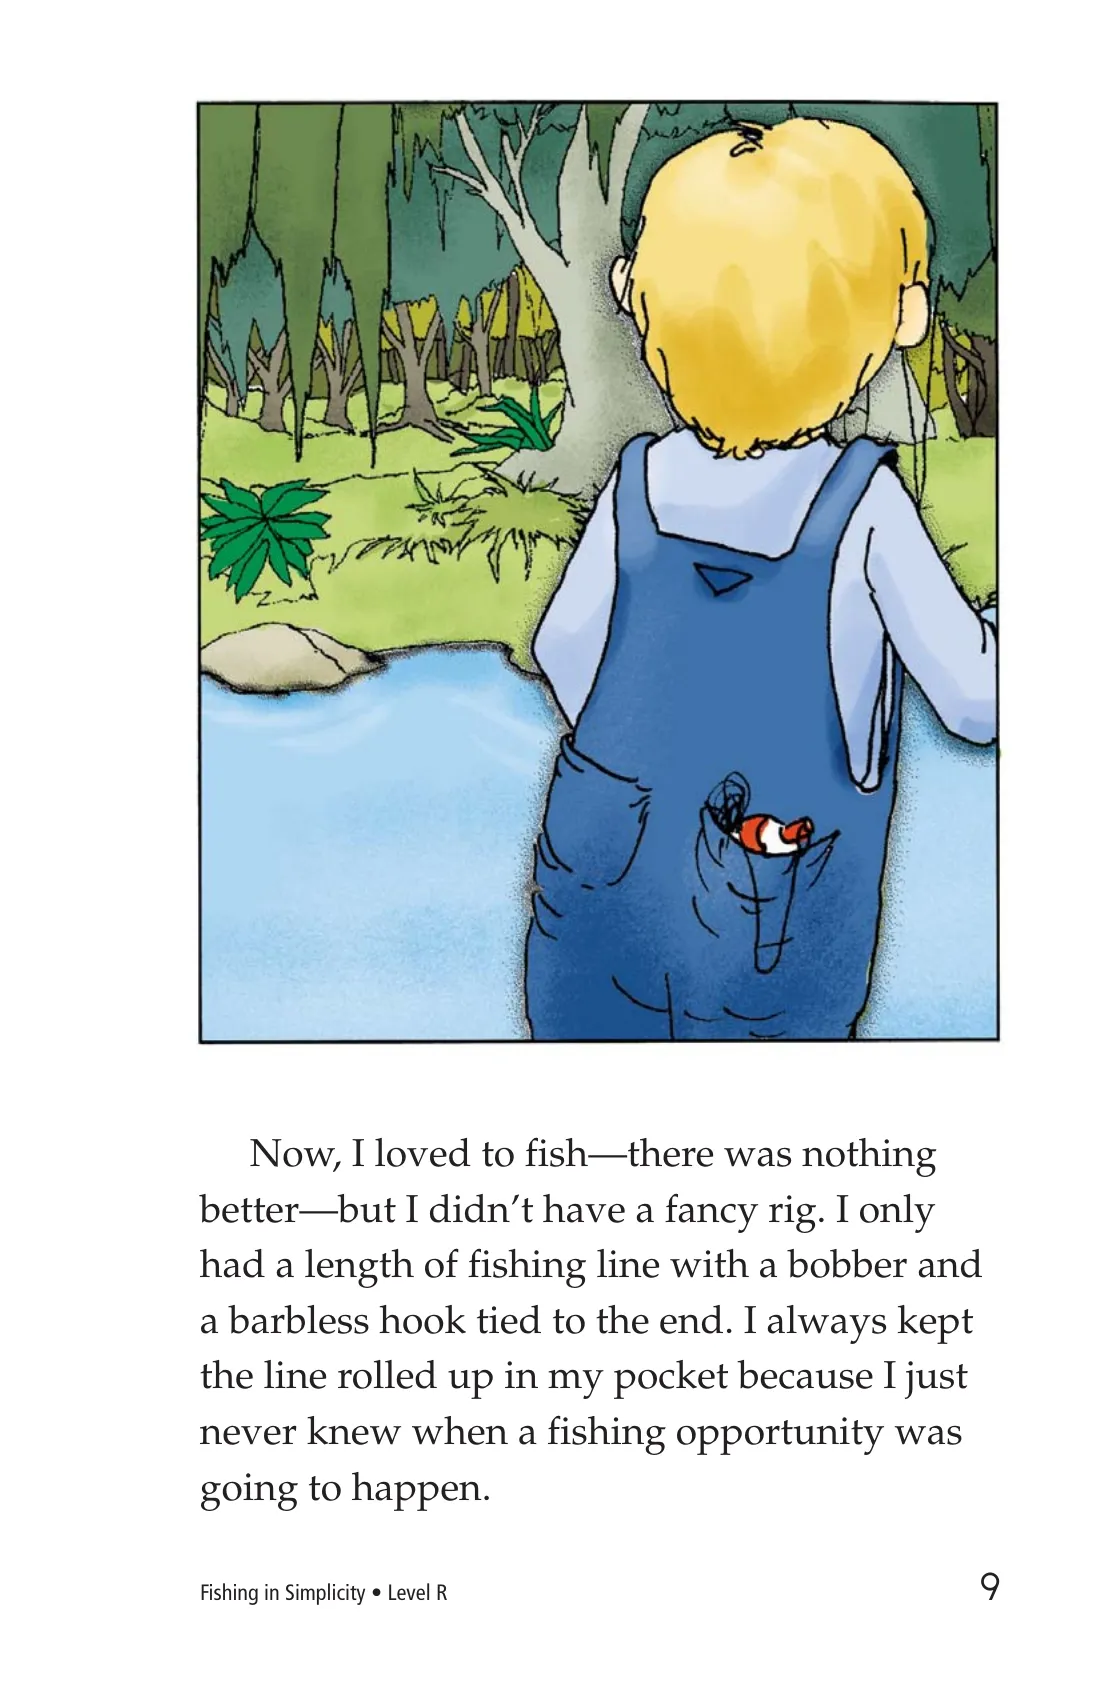 Now, I loved to fish—there was nothing
better—but I didn’t have a fancy rig. I only
had a length of fishing line with a bobber and
a barbless hook tied to the end. I always kept
the line rolled up in my pocket because I just
never knew when a fishing opportunity was
going to happen.
Fishing in Simplicity • Level R
9